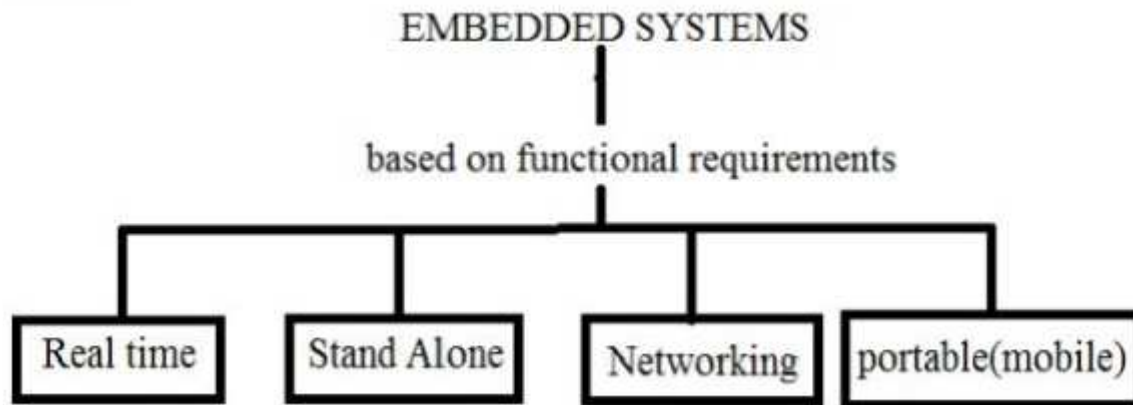 EMBEDDED SYSTEMS
based on functional requirements
Real time
Stand Alone
Networking
portable(mobile)